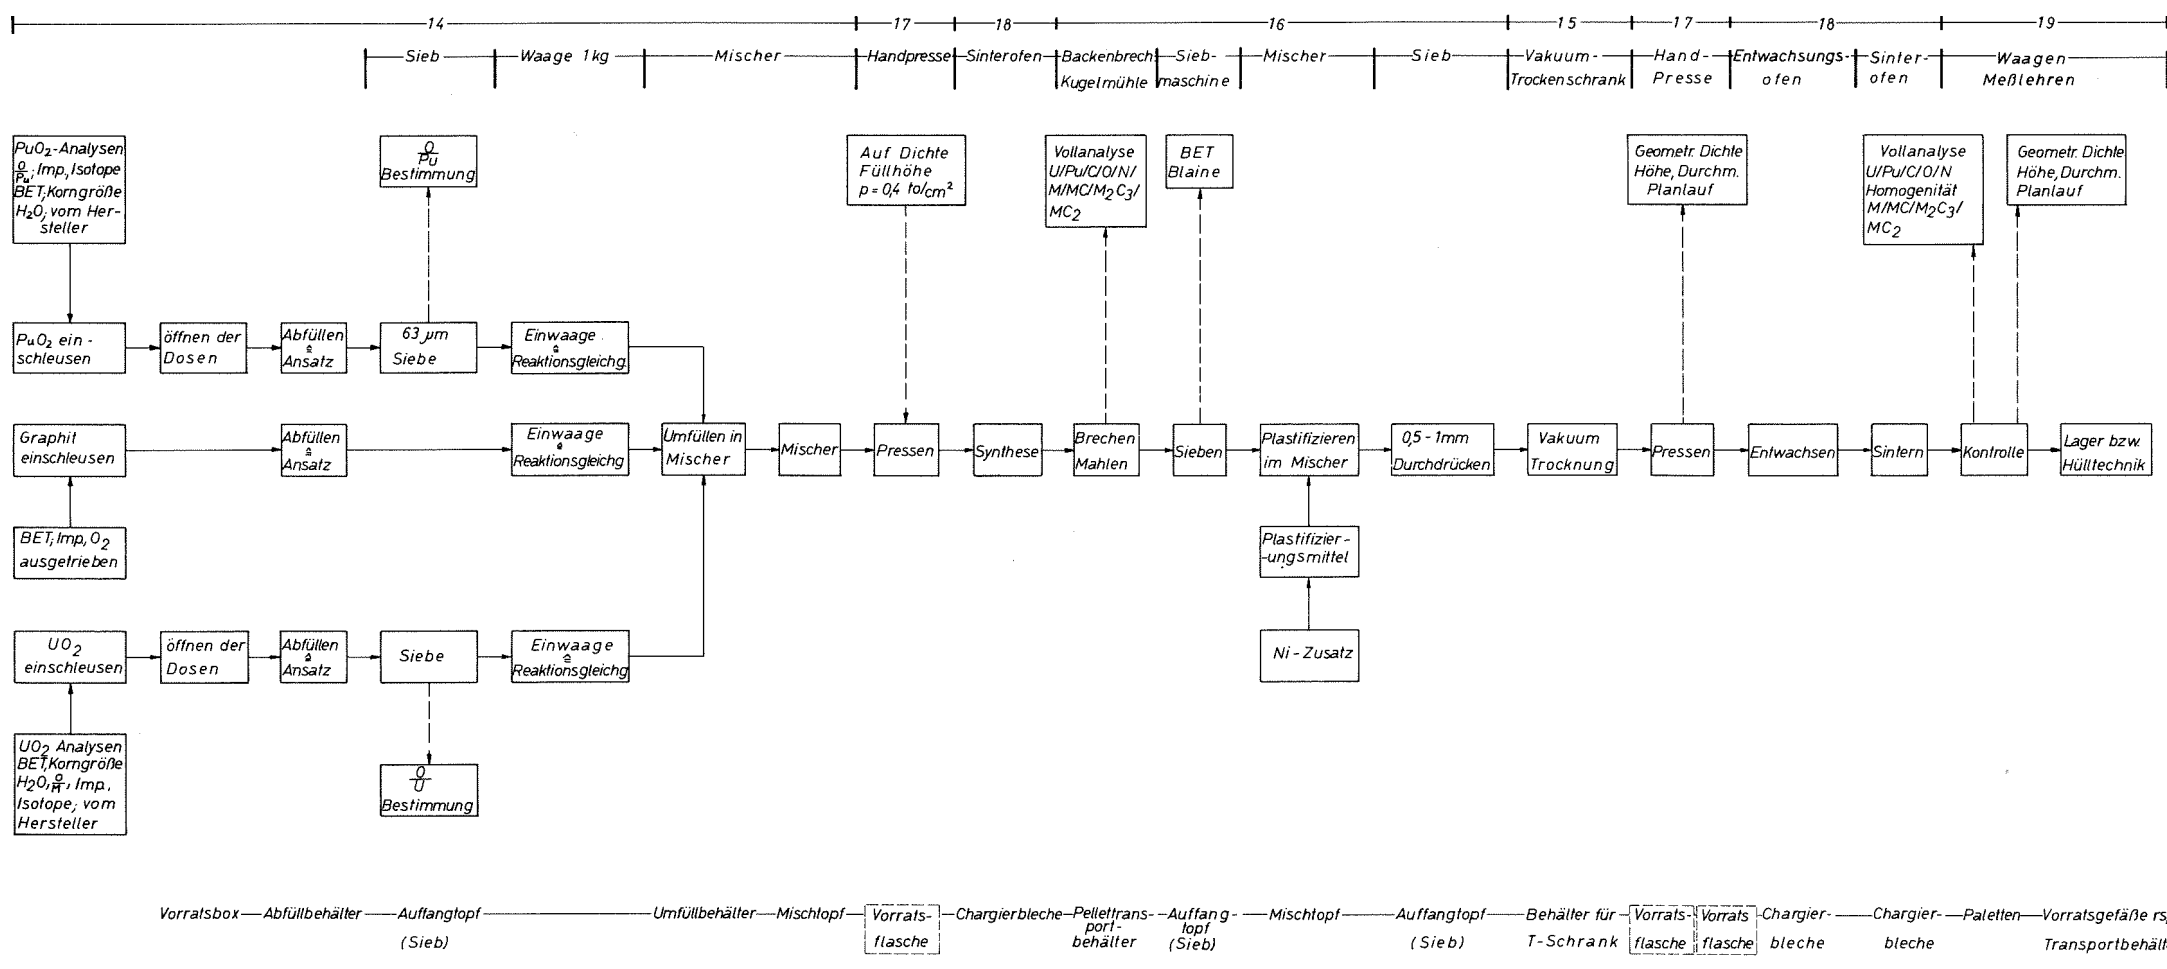 14 17 18 16 15 17 18 19
Sieb Waage 1kg Mischer Handpresse Sinterofen Backenbrech. Sieb- Mischer Sieb Vakuum- Hand- Entwachsungs- Sinter- Waagen
Kugelmühle maschine Trockenschrank Presse ofen ofen Meßlehren
PuO2-Analysen
O/Pu; Imp., Isotope
BET; Korngröße
H2O; vom Her-
steller
O/Pu
Bestimmung
Auf Dichte
Füllhöhe
p = 0,4 to/cm2
Vollanalyse
U/Pu/C/O/N/
M/MC/M2C3/
MC2
BET
Blaine
Geometr. Dichte
Höhe, Durchm.
Planlauf
Vollanalyse
U/Pu/C/O/N
Homogenität
M/MC/M2C3/
MC2
Geometr. Dichte
Höhe, Durchm.
Planlauf
PuO2 ein-
schleusen
öffnen der
Dosen
Abfüllen
≙
Ansatz
63 µm
Siebe
Einwaage
≙
Reaktionsgleichg.
Graphit
einschleusen
Abfüllen
≙
Ansatz
Einwaage
≙
Reaktionsgleichg
Umfüllen in
Mischer
Mischer
Pressen
Synthese
Brechen
Mahlen
Sieben
Plastifizieren
im Mischer
0,5 - 1mm
Durchdrücken
Vakuum
Trocknung
Pressen
Entwachsen
Sintern
Kontrolle
Lager bzw.
Hülltechnik
BET; Imp., O2
ausgetrieben
Plastifizier-
-ungsmittel
Ni-Zusatz
UO2
einschleusen
öffnen der
Dosen
Abfüllen
≙
Ansatz
Siebe
Einwaage
≙
Reaktionsgleichg
UO2 Analysen
BET, Korngröße
H2O, O/M, Imp.,
Isotope; vom
Hersteller
O/U
Bestimmung
Vorratsbox Abfüllbehälter Auffangtopf Umfüllbehälter Mischtopf Vorrats- Chargierbleche Pellettrans- Auffang- Mischtopf Auffangtopf Behälter für Vorrats- Vorrats Chargier- Chargier- Paletten Vorratsgefäße rsp
port- topf
(Sieb) flasche behälter (Sieb) (Sieb) T-Schrank flasche flasche bleche bleche Transportbehält